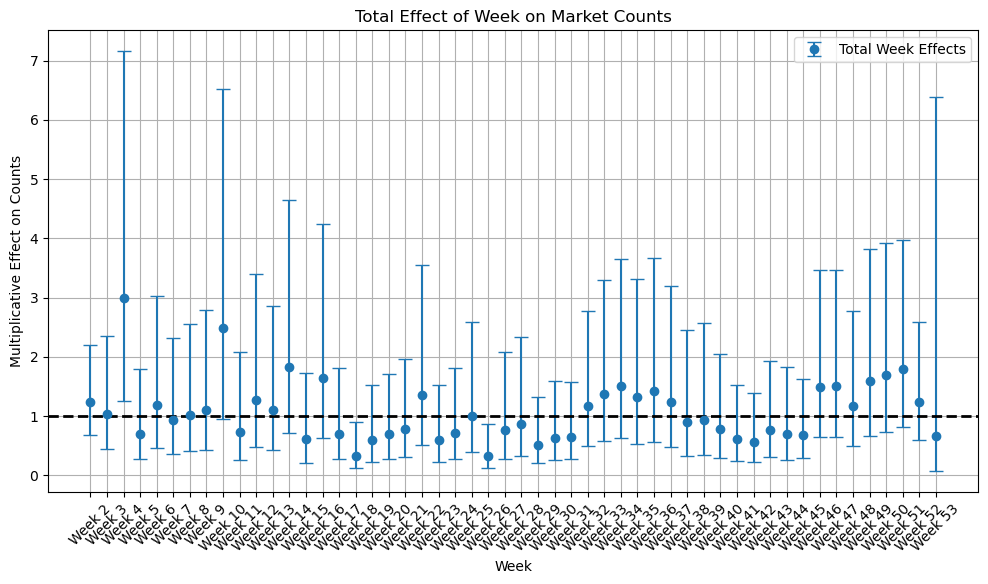 Total Effect of Week on Market Counts
Total Week Effects
Multiplicative Effect on Counts
7
6
5
4
3
2
1
0
Week 2
Week 3
Week 4
Week 5
Week 6
Week 7
Week 8
Week 9
Week 10
Week 11
Week 12
Week 13
Week 14
Week 15
Week 16
Week 17
Week 18
Week 19
Week 20
Week 21
Week 22
Week 23
Week 24
Week 25
Week 26
Week 27
Week 28
Week 29
Week 30
Week 31
Week 32
Week 33
Week 34
Week 35
Week 36
Week 37
Week 38
Week 39
Week 40
Week 41
Week 42
Week 43
Week 44
Week 45
Week 46
Week 47
Week 48
Week 49
Week 50
Week 51
Week 52
Week 53
Week